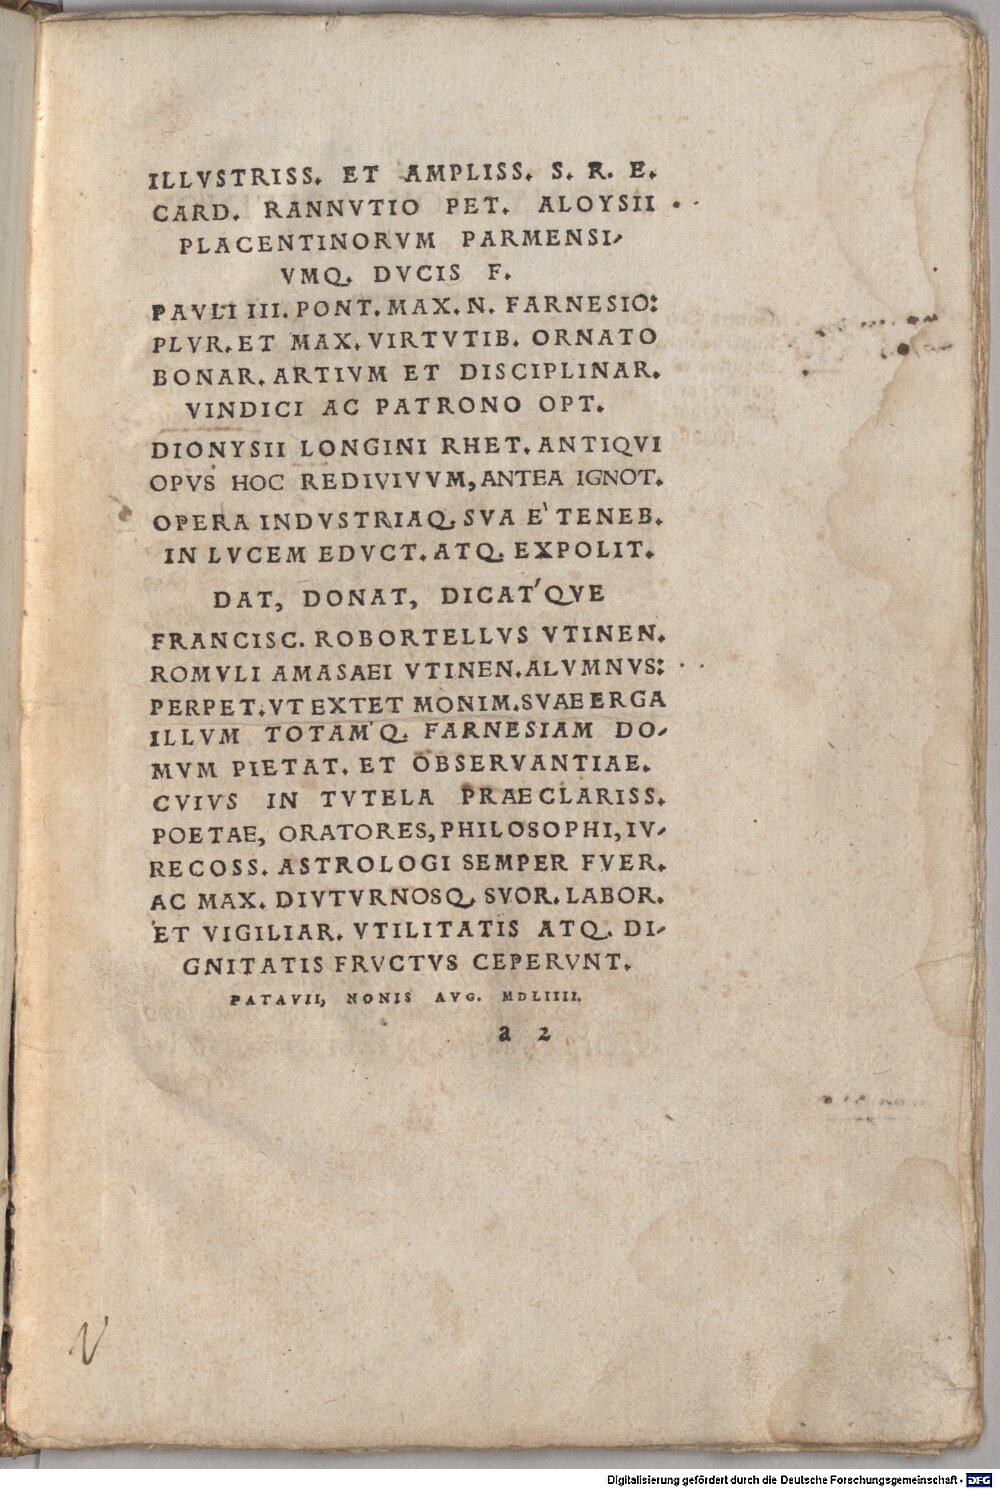 ILLVSTRISS. ET AMPLISS. S. R. E.
CARD. RANNVTIO PET. ALOYSII
PLACENTINORVM PARMENSI-
VMQ. DVCIS F.
PAVLI III. PONT. MAX. N. FARNESIO:
PLVR. ET MAX. VIRTVTIB. ORNATO
BONAR. ARTIVM ET DISCIPLINAR.
VINDICI AC PATRONO OPT.
DIONYSII LONGINI RHET. ANTIQVI
OPVS HOC REDIVIVVM, ANTEA IGNOT.
OPERA INDVSTRIAQ. SVA E' TENEB.
IN LVCEM EDVCT. ATQ. EXPOLIT.
DAT, DONAT, DICAT'QVE
FRANCISC. ROBORTELLVS VTINEN.
ROMVLI AMASAEI VTINEN. ALVMNVS:
PERPET. VT EXTET MONIM. SVAE ERGA
ILLVM TOTAM'Q. FARNESIAM DO-
MVM PIETAT. ET OBSERVANTIAE.
CVIVS IN TVTELA PRAECLARISS.
POETAE, ORATORES, PHILOSOPHI, IV-
RECOSS. ASTROLOGI SEMPER FVER.
AC MAX. DIVTVRNOSQ. SVOR. LABOR.
ET VIGILIAR. VTILITATIS ATQ. DI-
GNITATIS FRVCTVS CEPERVNT.
PATAVII, NONIS AVG. MDLIIII.
a 2
Digitalisierung gefördert durch die Deutsche Forschungsgemeinschaft - DFG